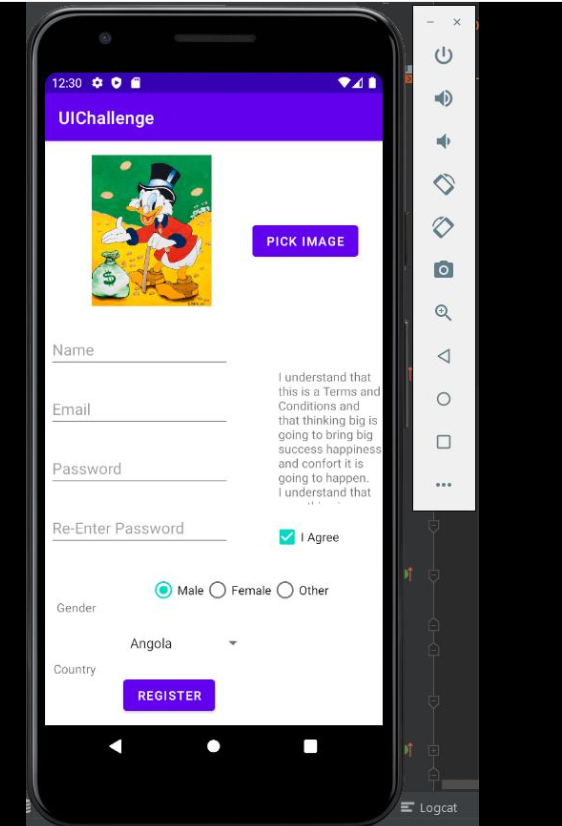 12:30
UIChallenge
$
PICK IMAGE
Name
I understand that
this is a Terms and
Conditions and
that thinking big is
going to bring big
success happiness
and confort it is
going to happen.
I understand that
Email
Password
Re-Enter Password
I Agree
Male Female Other
Gender
Angola
Country
REGISTER
Logcat